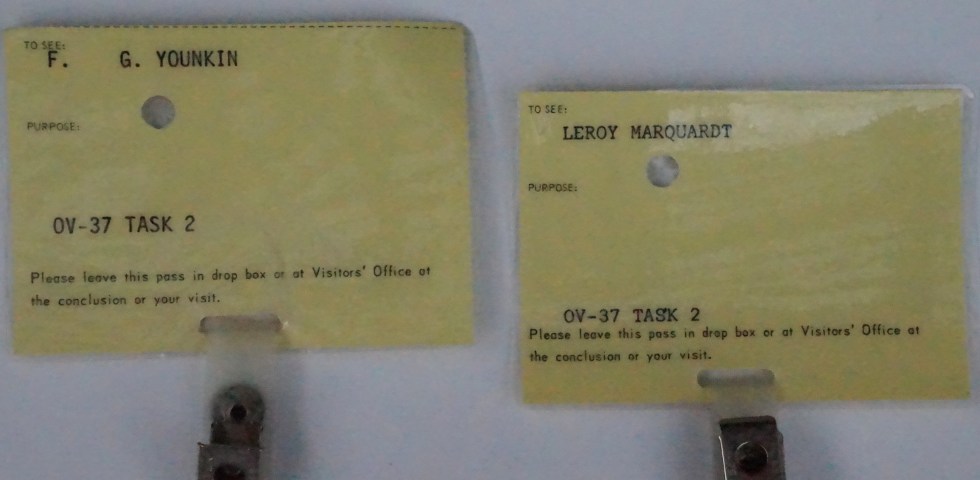 TO SEE:
F. G. YOUNKIN
PURPOSE:
OV-37 TASK 2
Please leave this pass in drop box or at Visitors' Office at
the conclusion or your visit.
TO SEE:
LEROY MARQUARDT
PURPOSE:
OV-37 TASK 2
Please leave this pass in drop box or at Visitors' Office at
the conclusion or your visit.